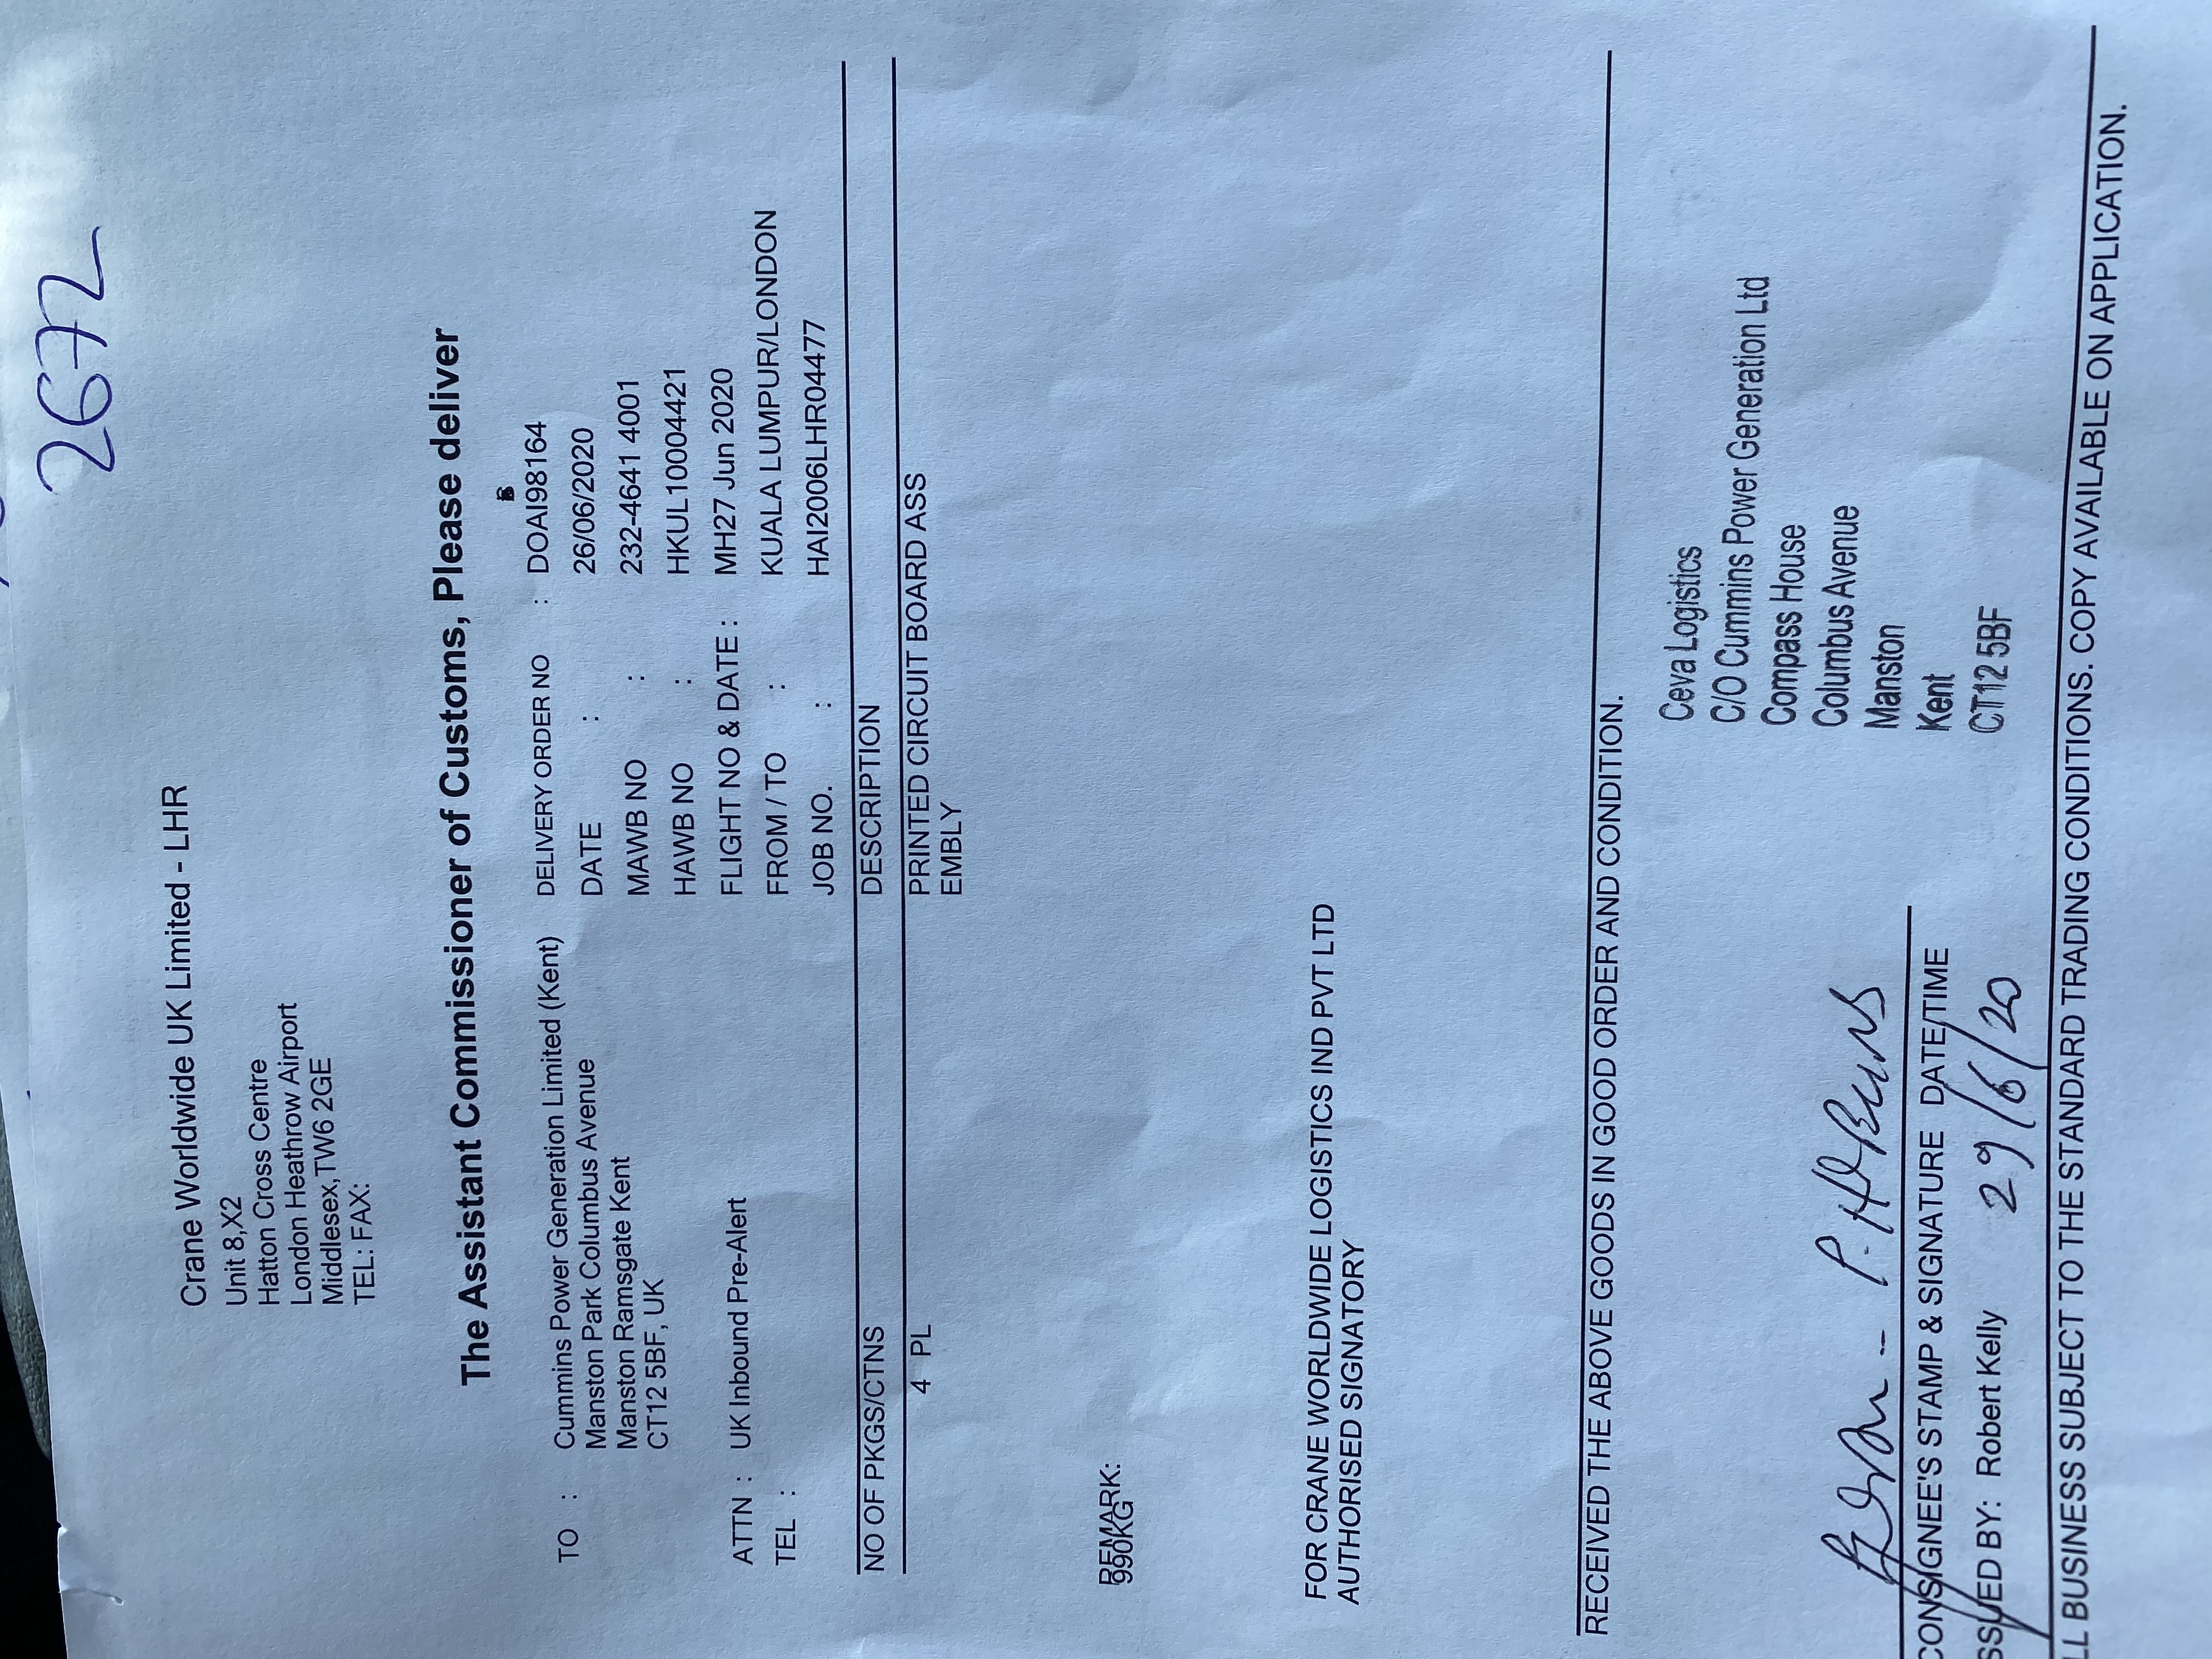 2672
Crane Worldwide UK Limited - LHR
Unit 8,X2
Hatton Cross Centre
London Heathrow Airport
Middlesex,TW6 2GE
TEL: FAX:
The Assistant Commissioner of Customs, Please deliver
TO : Cummins Power Generation Limited (Kent)
Manston Park Columbus Avenue
Manston Ramsgate Kent
CT12 5BF, UK
ATTN : UK Inbound Pre-Alert
TEL :
DELIVERY ORDER NO : DOAI98164
DATE : 26/06/2020
MAWB NO : 232-4641 4001
HAWB NO : HKUL10004421
FLIGHT NO & DATE : MH27 Jun 2020
FROM / TO : KUALA LUMPUR/LONDON
JOB NO. : HAI2006LHR04477
NO OF PKGS/CTNS DESCRIPTION
4 PL PRINTED CIRCUIT BOARD ASS
EMBLY
REMARK:
990KG
FOR CRANE WORLDWIDE LOGISTICS IND PVT LTD
AUTHORISED SIGNATORY
RECEIVED THE ABOVE GOODS IN GOOD ORDER AND CONDITION.
Ceva Logistics
C/O Cummins Power Generation Ltd
Compass House
Columbus Avenue
Manston
Kent
CT12 5BF
CONSIGNEE'S STAMP & SIGNATURE DATE/TIME
SSUED BY: Robert Kelly 29/6/20
LL BUSINESS SUBJECT TO THE STANDARD TRADING CONDITIONS. COPY AVAILABLE ON APPLICATION.